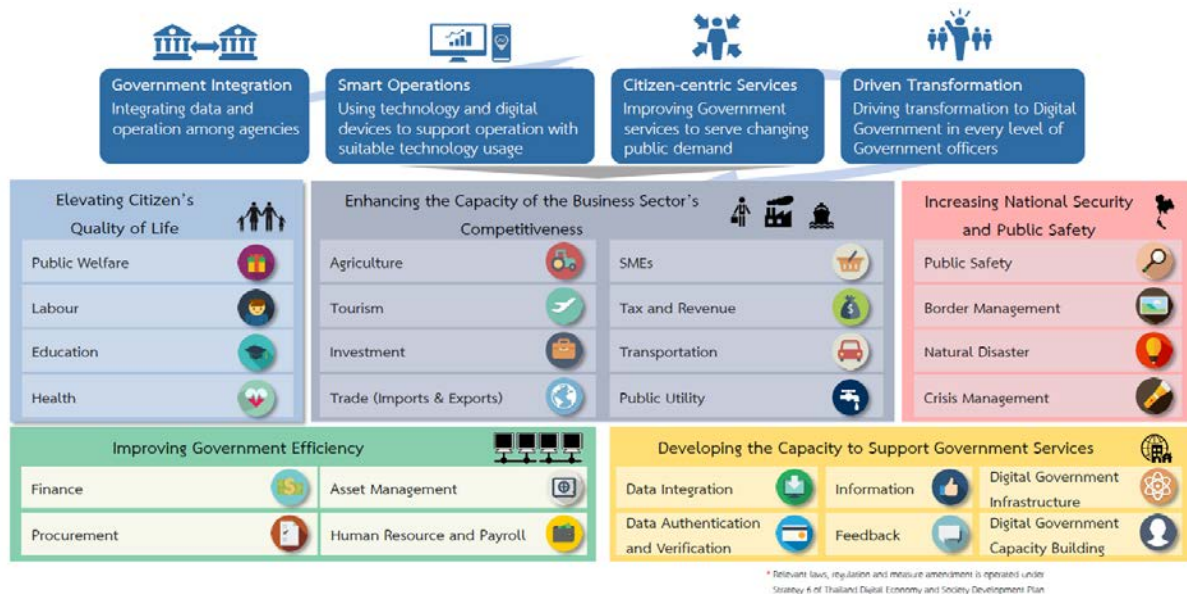 Government Integration
Integrating data and
operation among agencies
Smart Operations
Using technology and digital
devices to support operation with
suitable technology usage
Citizen-centric Services
Improving Government
services to serve changing
public demand
Driven Transformation
Driving transformation to Digital
Government in every level of
Government officers
Elevating Citizen's
Quality of Life
Public Welfare
Labour
Education
Health
Enhancing the Capacity of the Business Sector's
Competitiveness
Agriculture
Tourism
Investment
Trade (Imports & Exports)
SMEs
Tax and Revenue
Transportation
Public Utility
Increasing National Security
and Public Safety
Public Safety
Border Management
Natural Disaster
Crisis Management
Improving Government Efficiency
Finance
Procurement
Asset Management
Human Resource and Payroll
Developing the Capacity to Support Government Services
Data Integration
Data Authentication
and Verification
Information
Feedback
Digital Government
Infrastructure
Digital Government
Capacity Building
* Relevant laws, regulation and measure amendment is operated under
Strategy 6 of Thailand Digital Economy and Society Development Plan